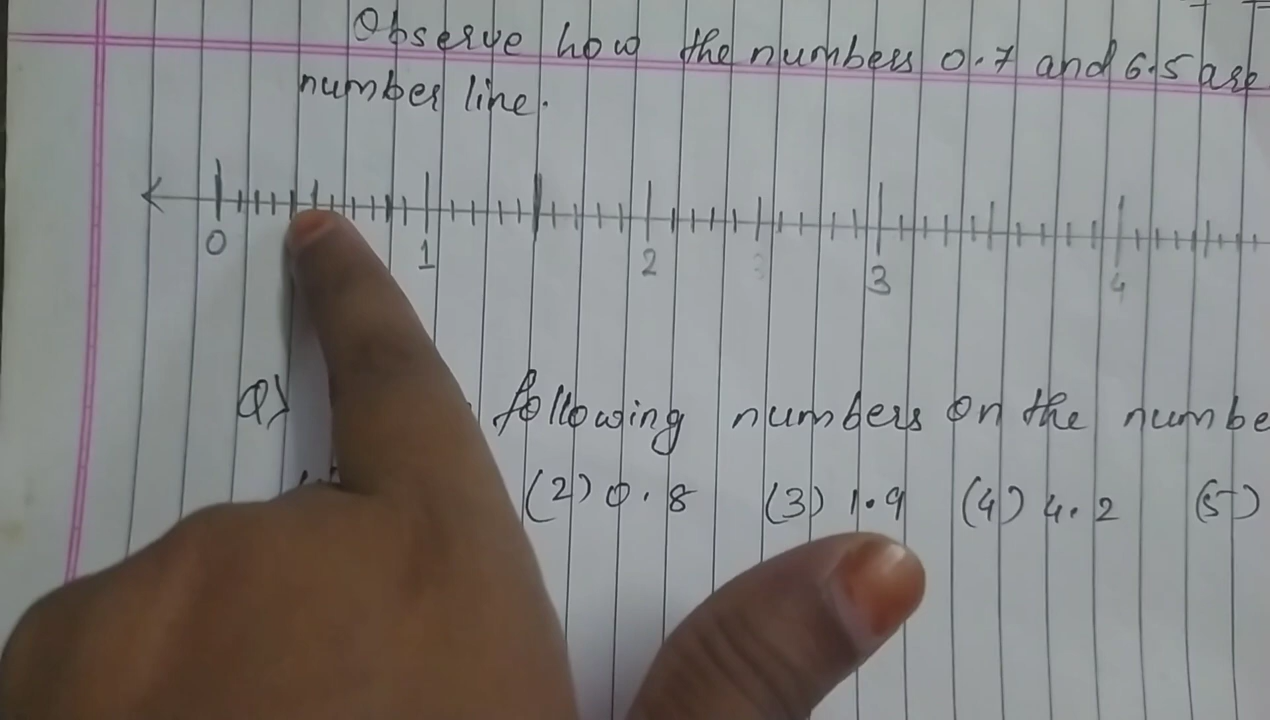 Observe how the numbers 0.7 and 6.5 are
number line.
0 1 2 3 4
Q) following numbers on the numbe
(2) 0.8 (3) 1.9 (4) 4.2 (5)